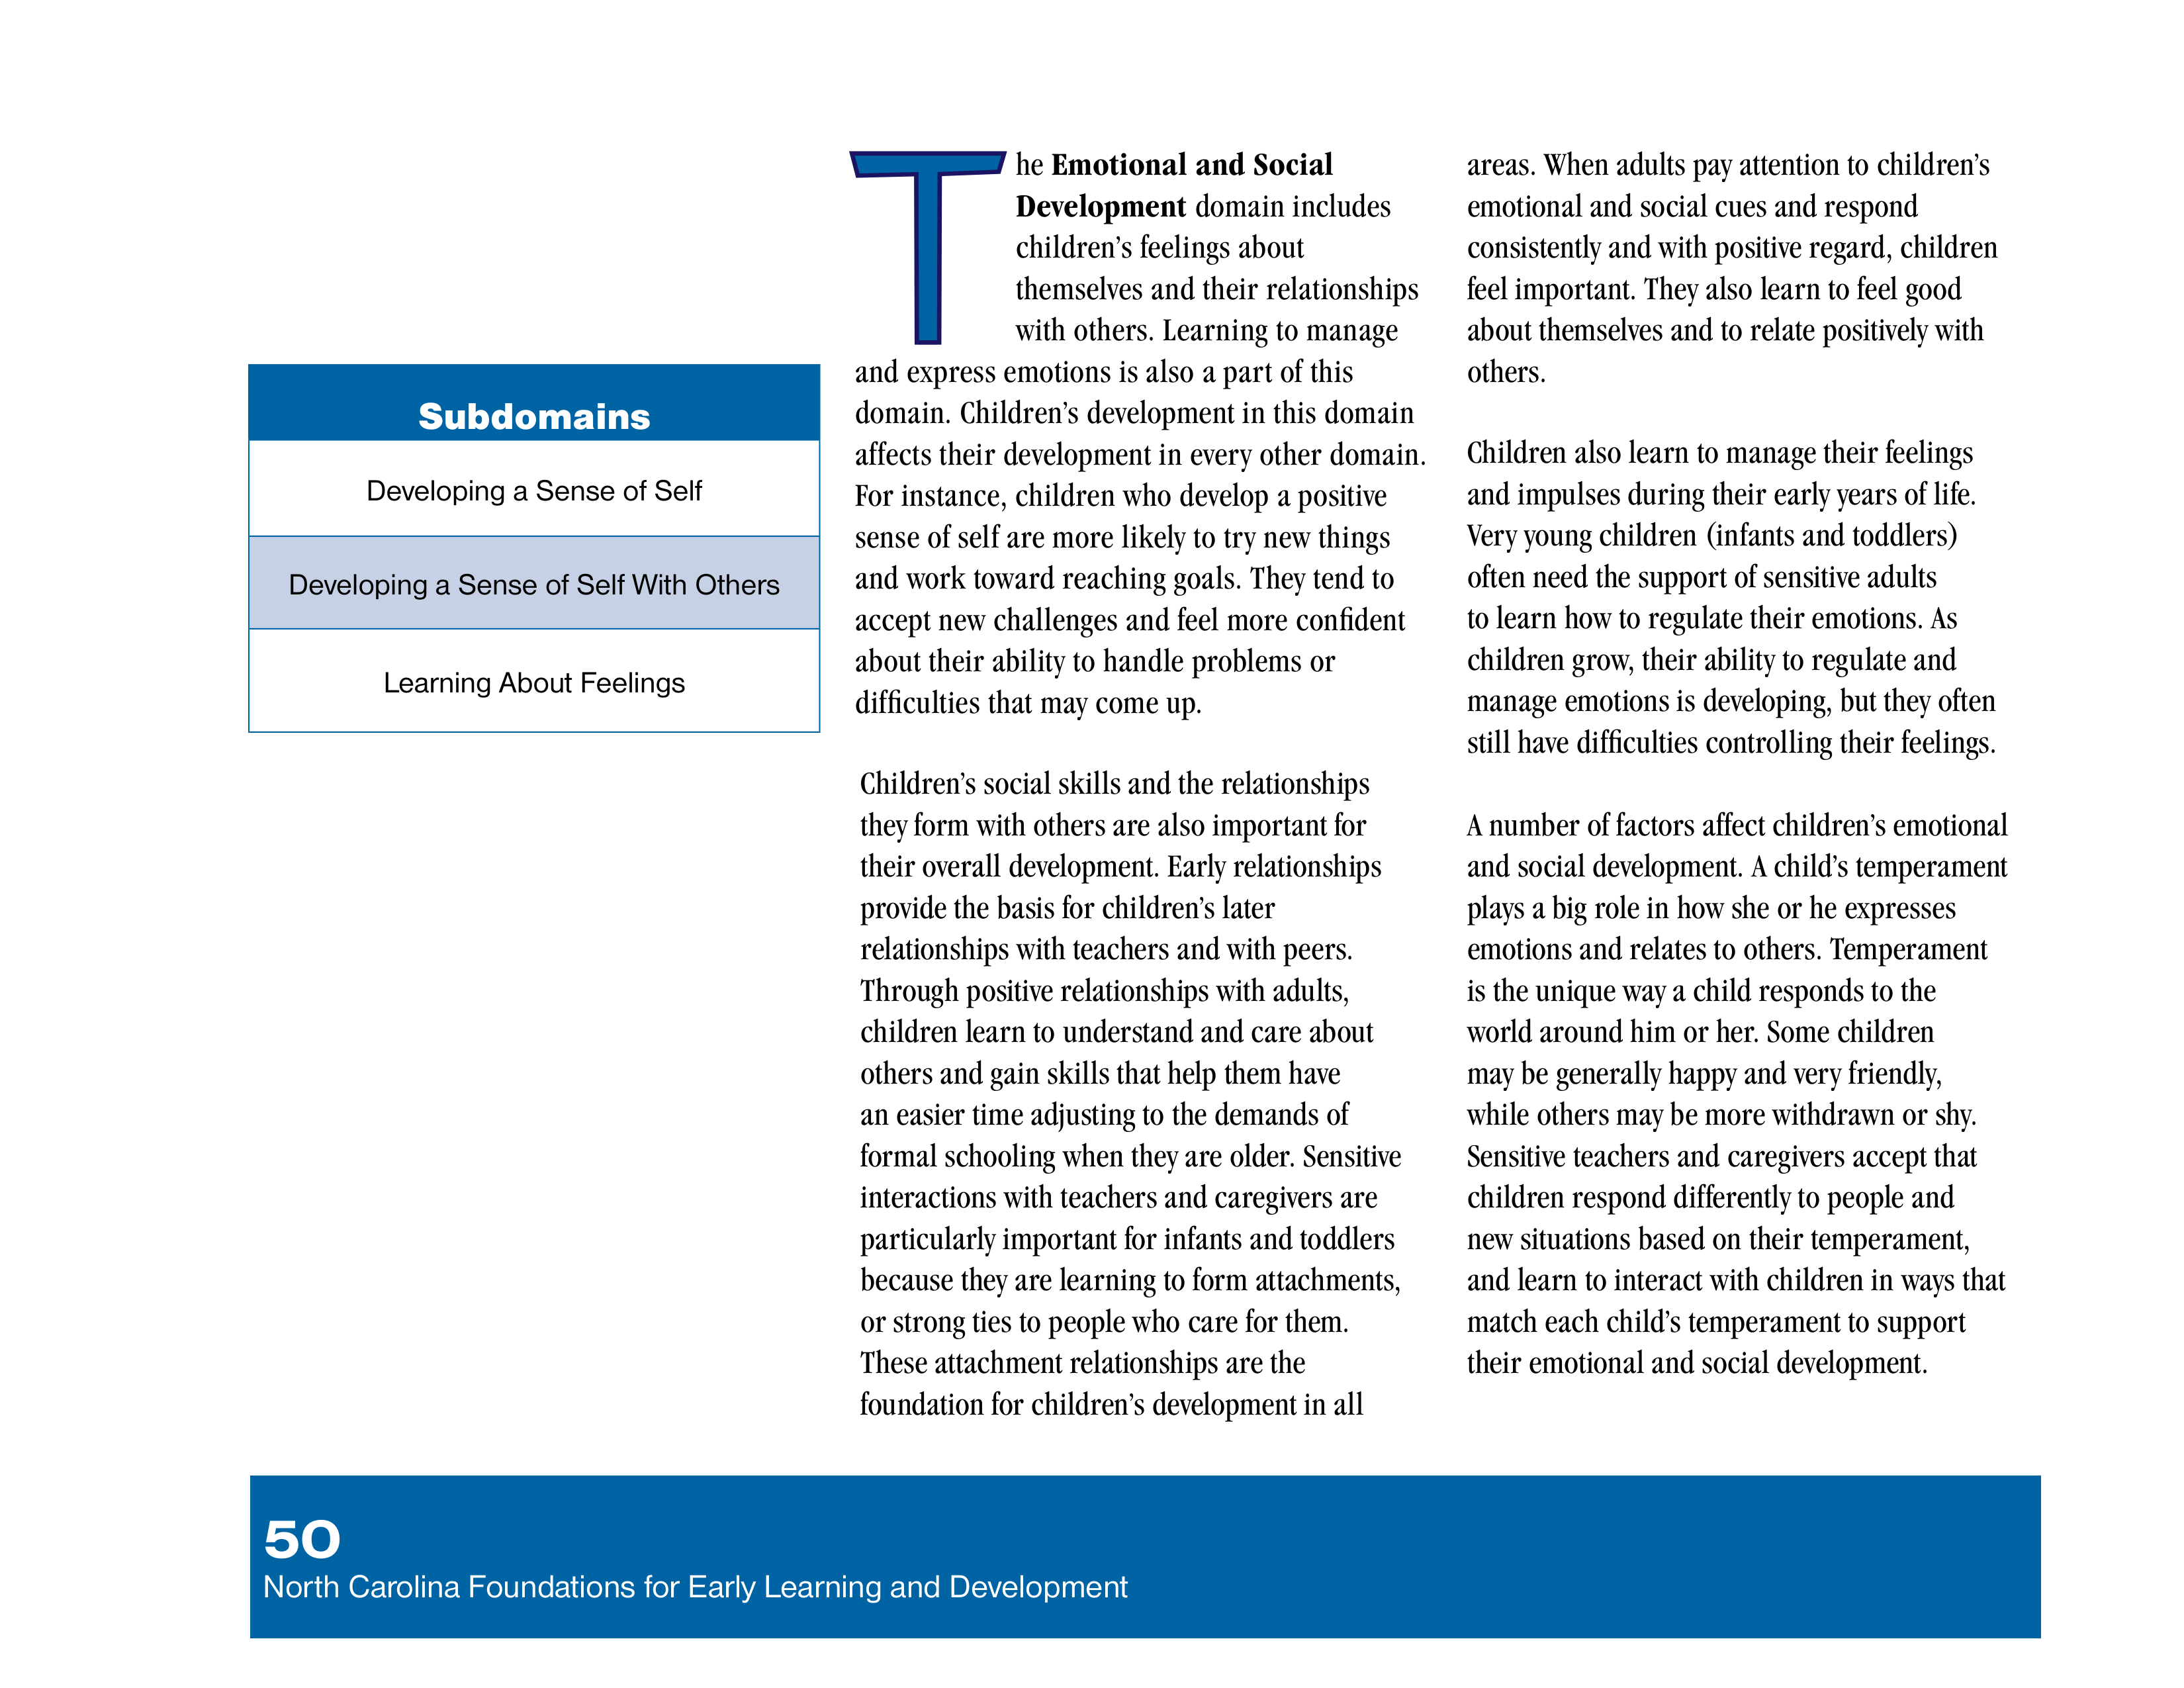 Subdomains
Developing a Sense of Self
Developing a Sense of Self With Others
Learning About Feelings
The Emotional and Social
Development domain includes
children’s feelings about
themselves and their relationships
with others. Learning to manage
and express emotions is also a part of this
domain. Children’s development in this domain
affects their development in every other domain.
For instance, children who develop a positive
sense of self are more likely to try new things
and work toward reaching goals. They tend to
accept new challenges and feel more confident
about their ability to handle problems or
difficulties that may come up.
Children’s social skills and the relationships
they form with others are also important for
their overall development. Early relationships
provide the basis for children’s later
relationships with teachers and with peers.
Through positive relationships with adults,
children learn to understand and care about
others and gain skills that help them have
an easier time adjusting to the demands of
formal schooling when they are older. Sensitive
interactions with teachers and caregivers are
particularly important for infants and toddlers
because they are learning to form attachments,
or strong ties to people who care for them.
These attachment relationships are the
foundation for children’s development in all
areas. When adults pay attention to children’s
emotional and social cues and respond
consistently and with positive regard, children
feel important. They also learn to feel good
about themselves and to relate positively with
others.
Children also learn to manage their feelings
and impulses during their early years of life.
Very young children (infants and toddlers)
often need the support of sensitive adults
to learn how to regulate their emotions. As
children grow, their ability to regulate and
manage emotions is developing, but they often
still have difficulties controlling their feelings.
A number of factors affect children’s emotional
and social development. A child’s temperament
plays a big role in how she or he expresses
emotions and relates to others. Temperament
is the unique way a child responds to the
world around him or her. Some children
may be generally happy and very friendly,
while others may be more withdrawn or shy.
Sensitive teachers and caregivers accept that
children respond differently to people and
new situations based on their temperament,
and learn to interact with children in ways that
match each child’s temperament to support
their emotional and social development.
50
North Carolina Foundations for Early Learning and Development